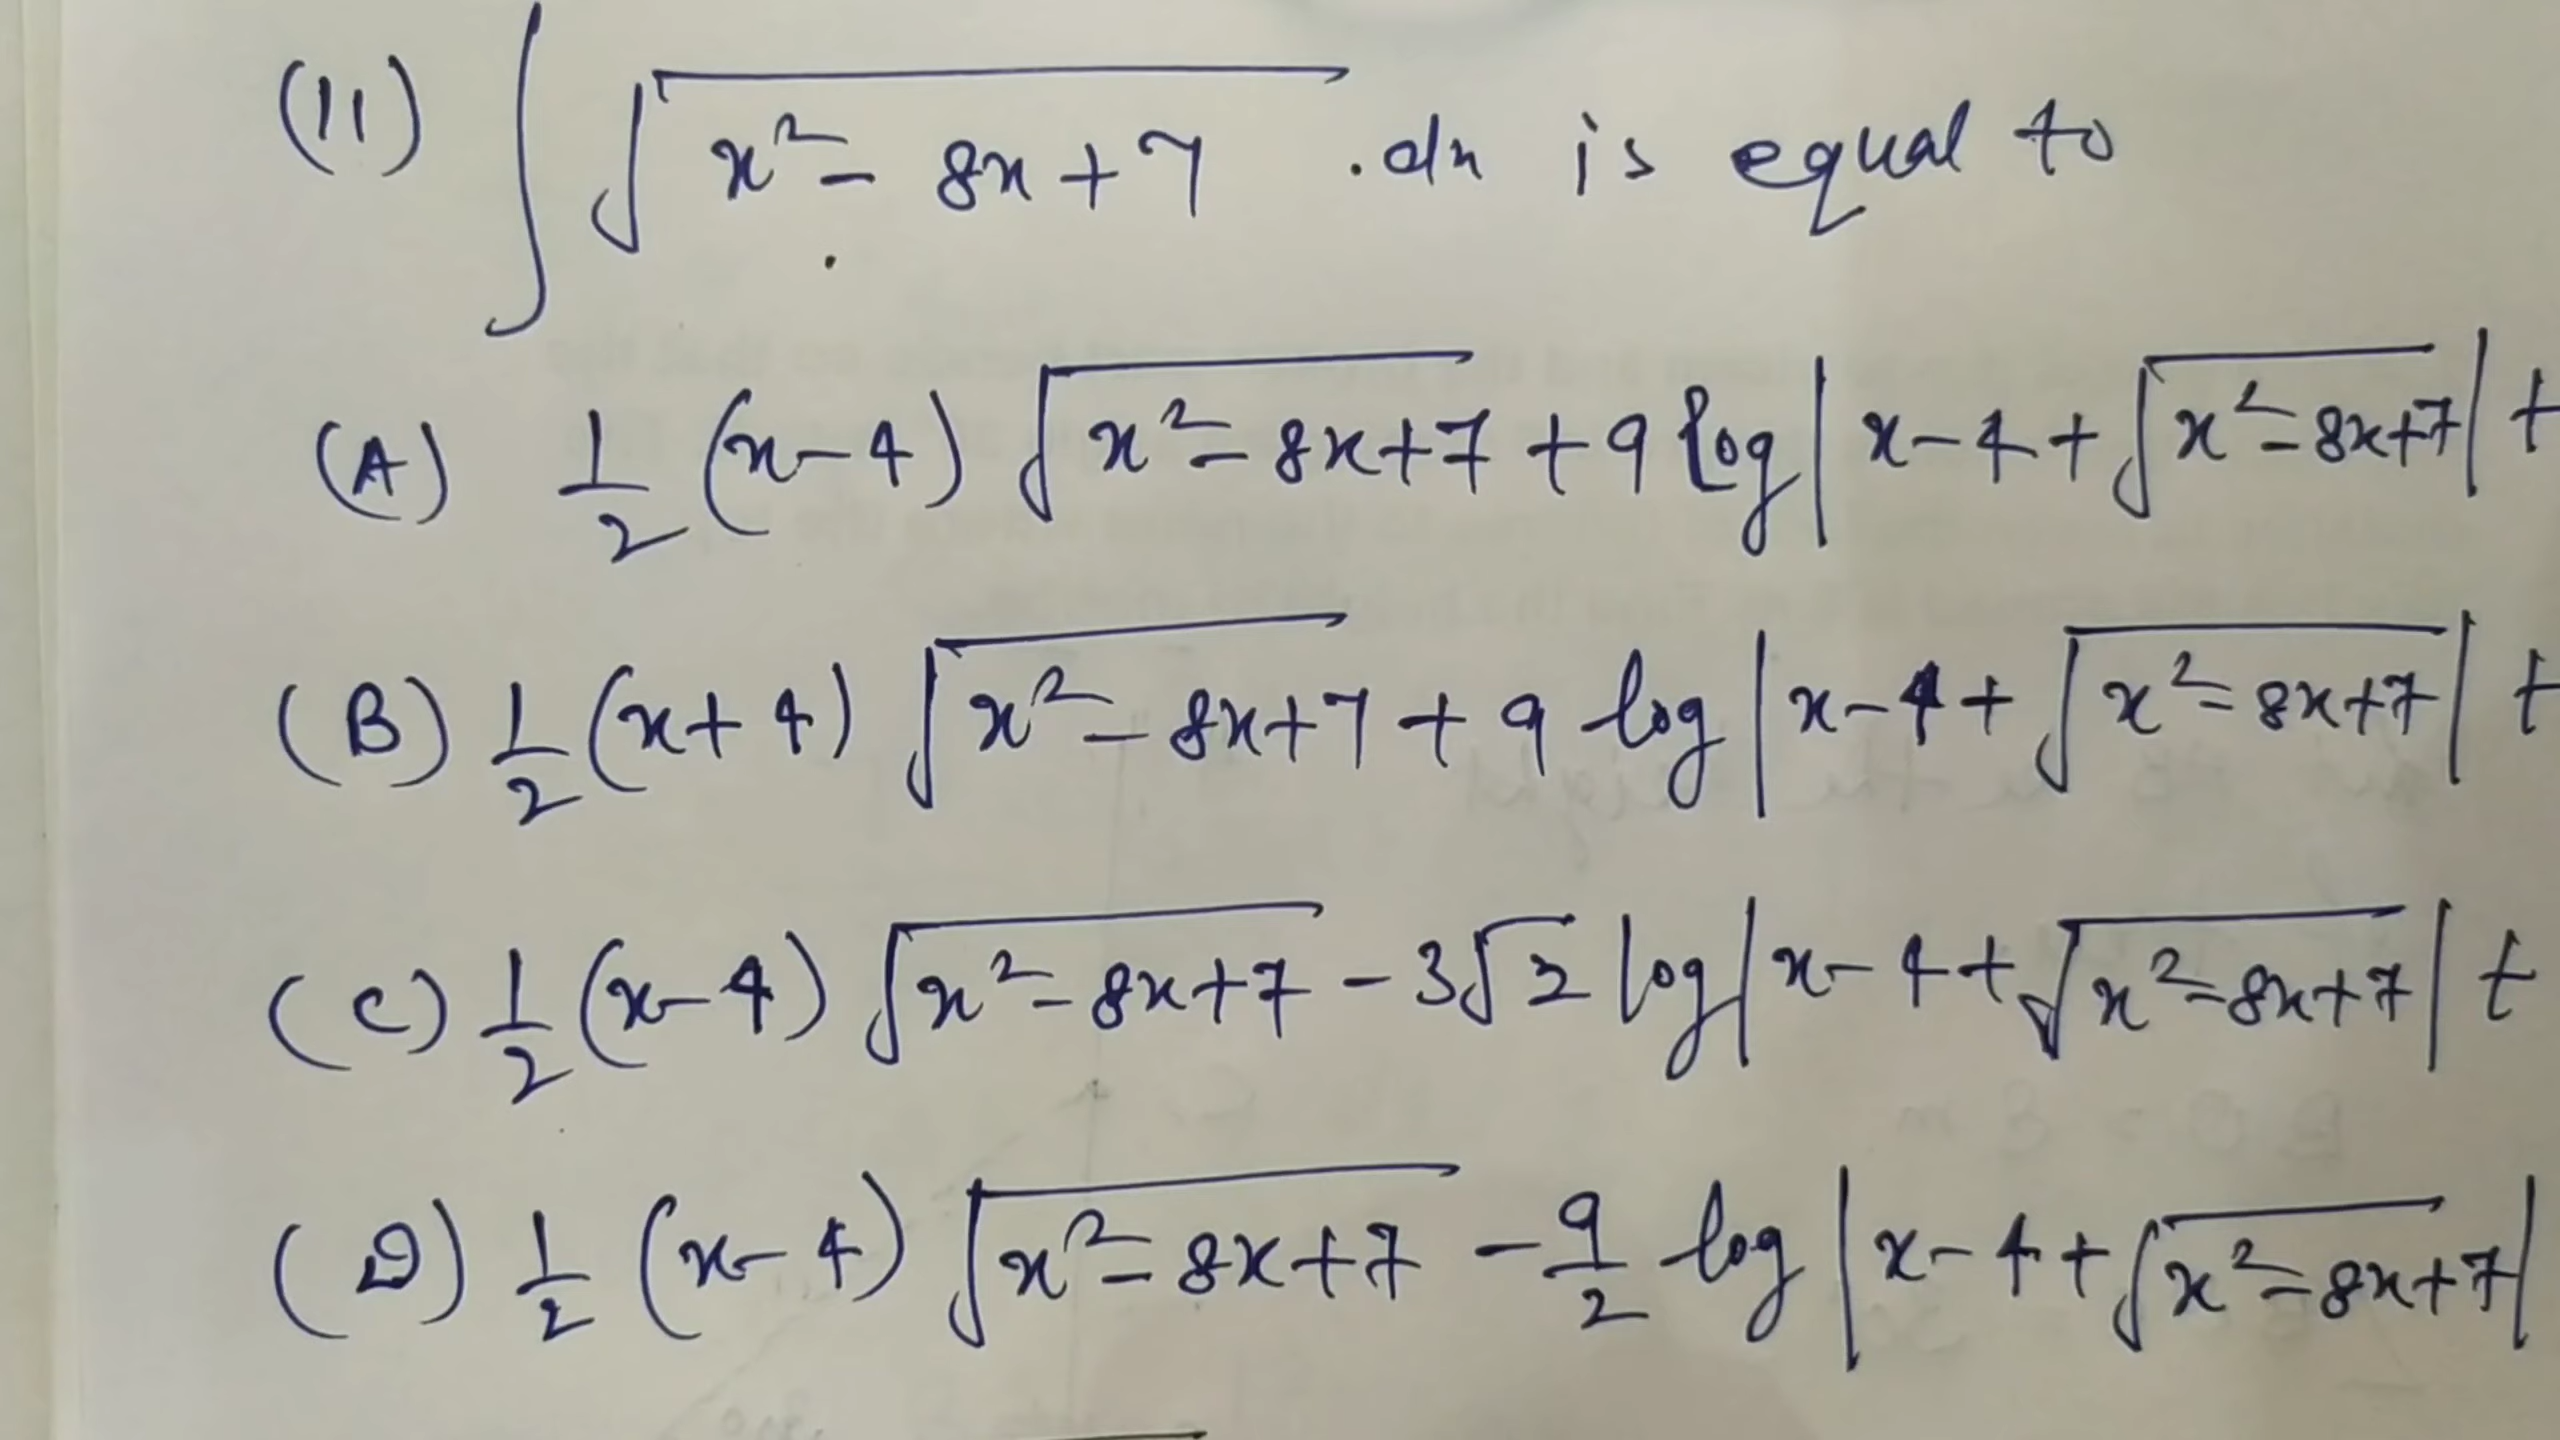 (11) ∫√(x² - 8x + 7) . dx is equal to
(A) 1/2 (x-4) √(x² - 8x+7) + 9 log |x-4+√(x² - 8x+7)| +
(B) 1/2 (x+4) √(x² - 8x+7) + 9 log |x-4+√(x² - 8x+7)| +
(C) 1/2 (x-4) √(x² - 8x+7) - 3√2 log |x-4+√(x² - 8x+7)| +
(D) 1/2 (x-4) √(x² - 8x+7) - 9/2 log |x-4+√(x² - 8x+7)|